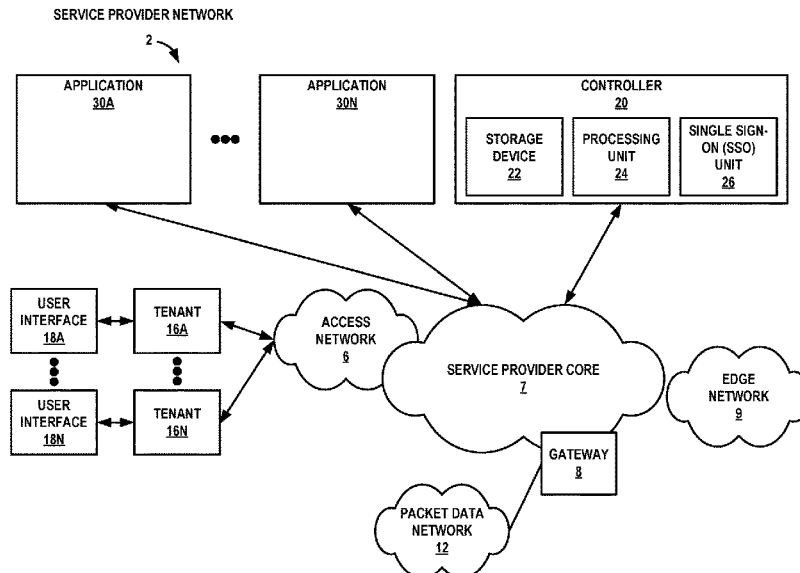 SERVICE PROVIDER NETWORK
2
APPLICATION
30A
APPLICATION
30N
CONTROLLER
20
STORAGE
DEVICE
22
PROCESSING
UNIT
24
SINGLE SIGN-
ON (SSO)
UNIT
26
USER
INTERFACE
18A
TENANT
16A
ACCESS
NETWORK
6
SERVICE PROVIDER CORE
7
EDGE
NETWORK
9
USER
INTERFACE
18N
TENANT
16N
GATEWAY
8
PACKET DATA
NETWORK
12